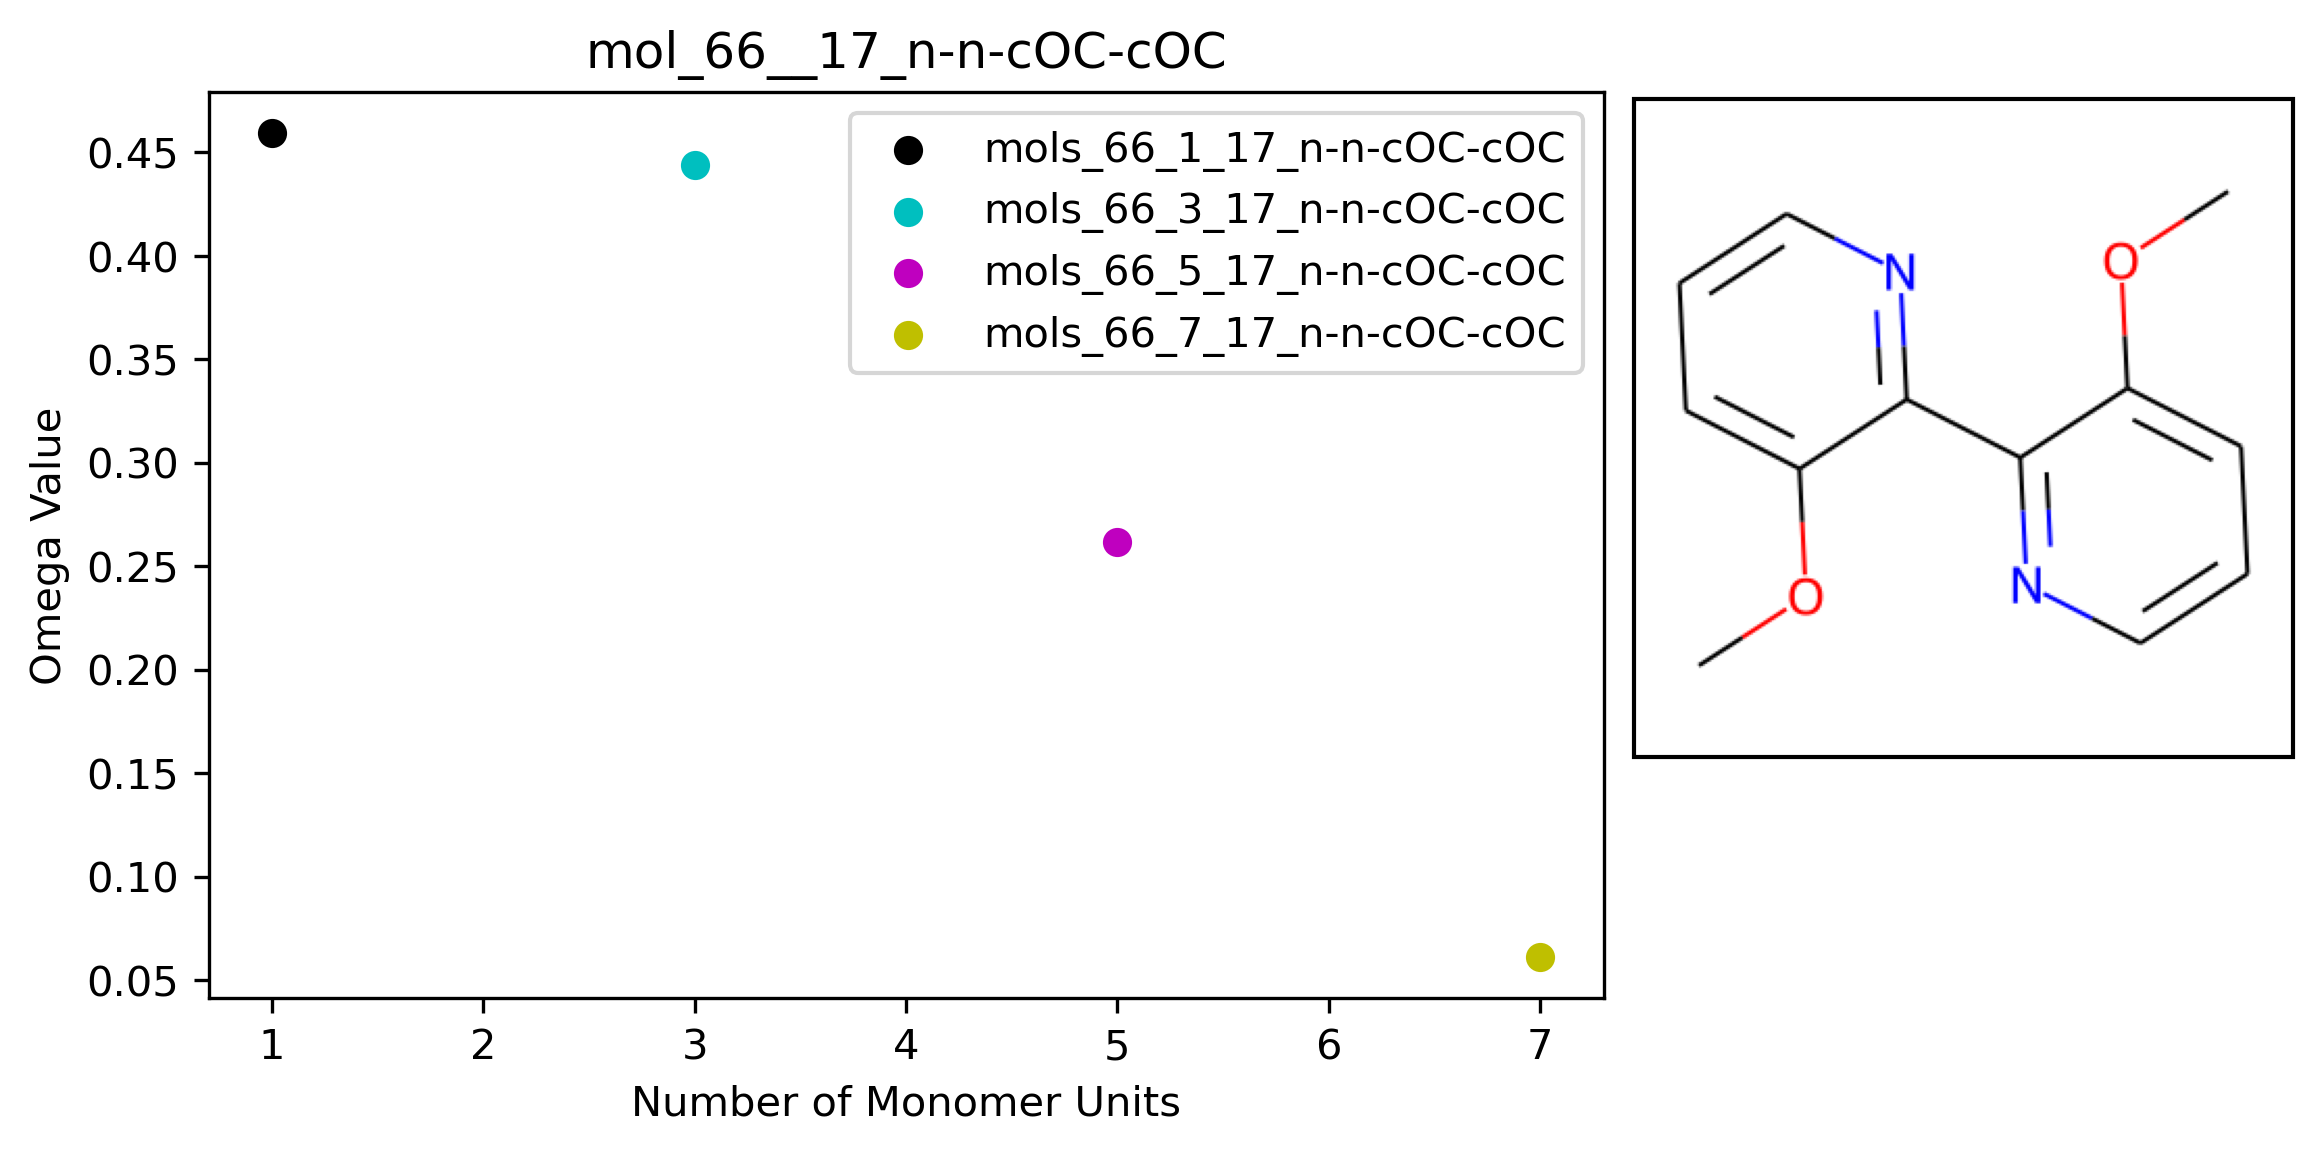 mol_66__17_n-n-cOC-cOC
mols_66_1_17_n-n-cOC-cOC
mols_66_3_17_n-n-cOC-cOC
mols_66_5_17_n-n-cOC-cOC
mols_66_7_17_n-n-cOC-cOC
Omega Value
0.45
0.40
0.35
0.30
0.25
0.20
0.15
0.10
0.05
1 2 3 4 5 6 7
Number of Monomer Units
N
O
O
N